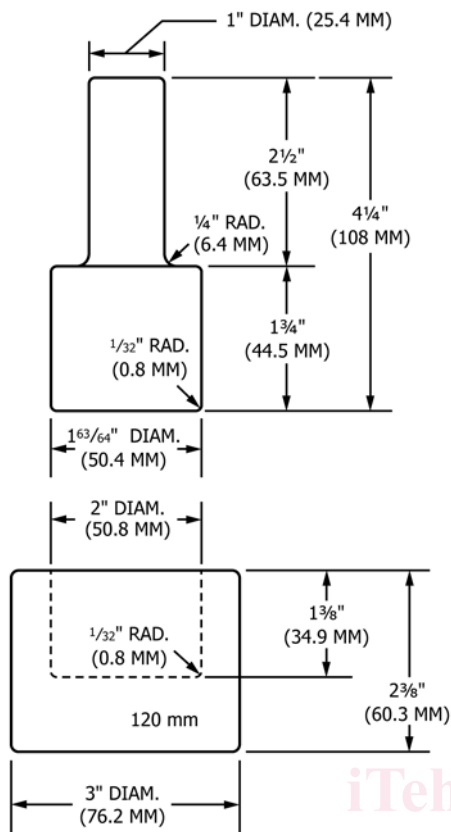 1" DIAM. (25.4 MM)
2½"
(63.5 MM)
4¼"
(108 MM)
¼" RAD.
(6.4 MM)
1¾"
(44.5 MM)
1/32" RAD.
(0.8 MM)
1 63/64" DIAM.
(50.4 MM)
2" DIAM.
(50.8 MM)
1⅜"
(34.9 MM)
1/32" RAD.
(0.8 MM)
2⅜"
(60.3 MM)
120 mm
3" DIAM.
(76.2 MM)
iTeh